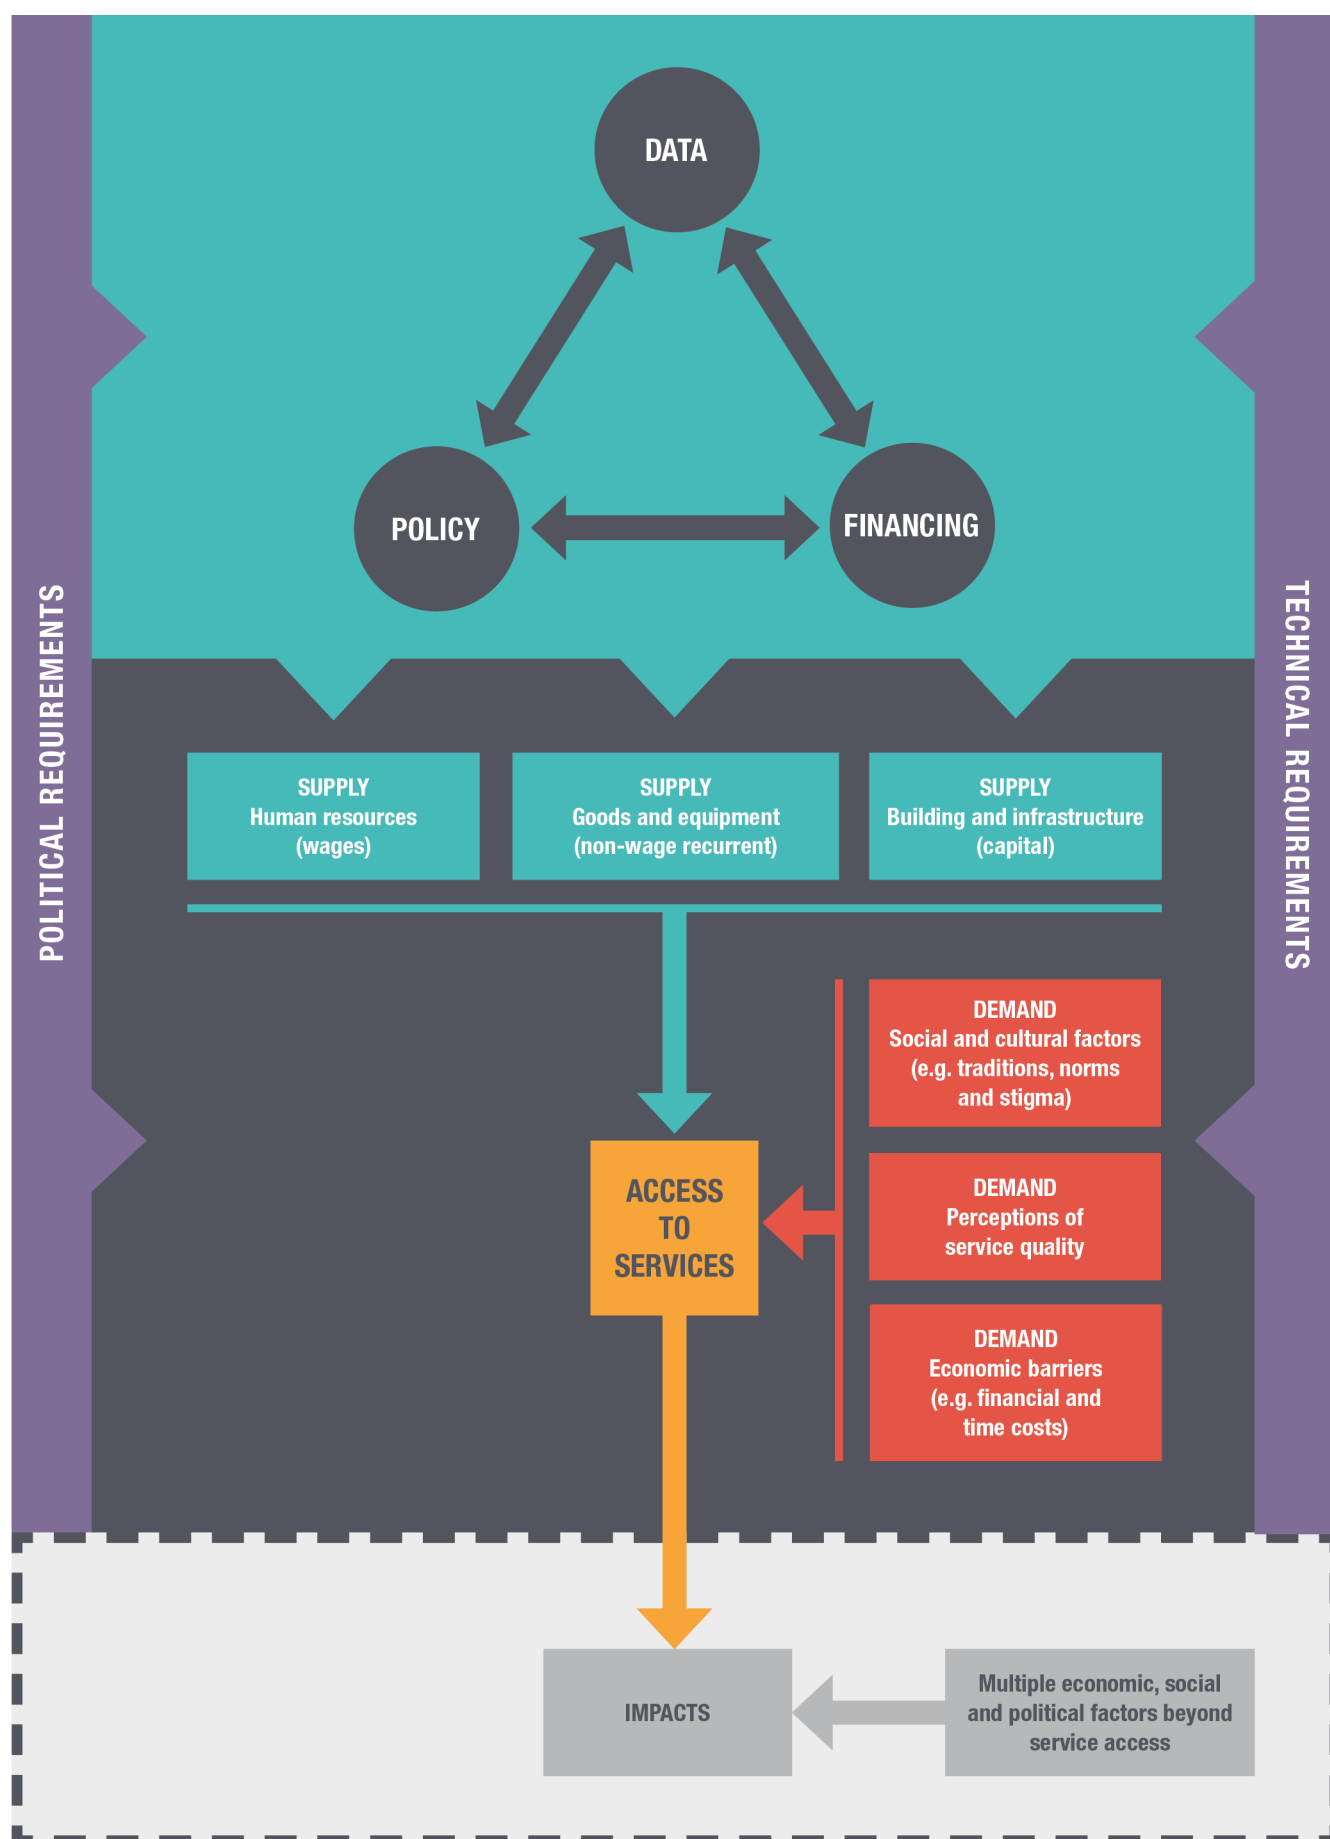 DATA
POLICY
FINANCING
POLITICAL REQUIREMENTS
TECHNICAL REQUIREMENTS
SUPPLY
Human resources
(wages)
SUPPLY
Goods and equipment
(non-wage recurrent)
SUPPLY
Building and infrastructure
(capital)
DEMAND
Social and cultural factors
(e.g. traditions, norms
and stigma)
ACCESS
TO
SERVICES
DEMAND
Perceptions of
service quality
DEMAND
Economic barriers
(e.g. financial and
time costs)
IMPACTS
Multiple economic, social
and political factors beyond
service access